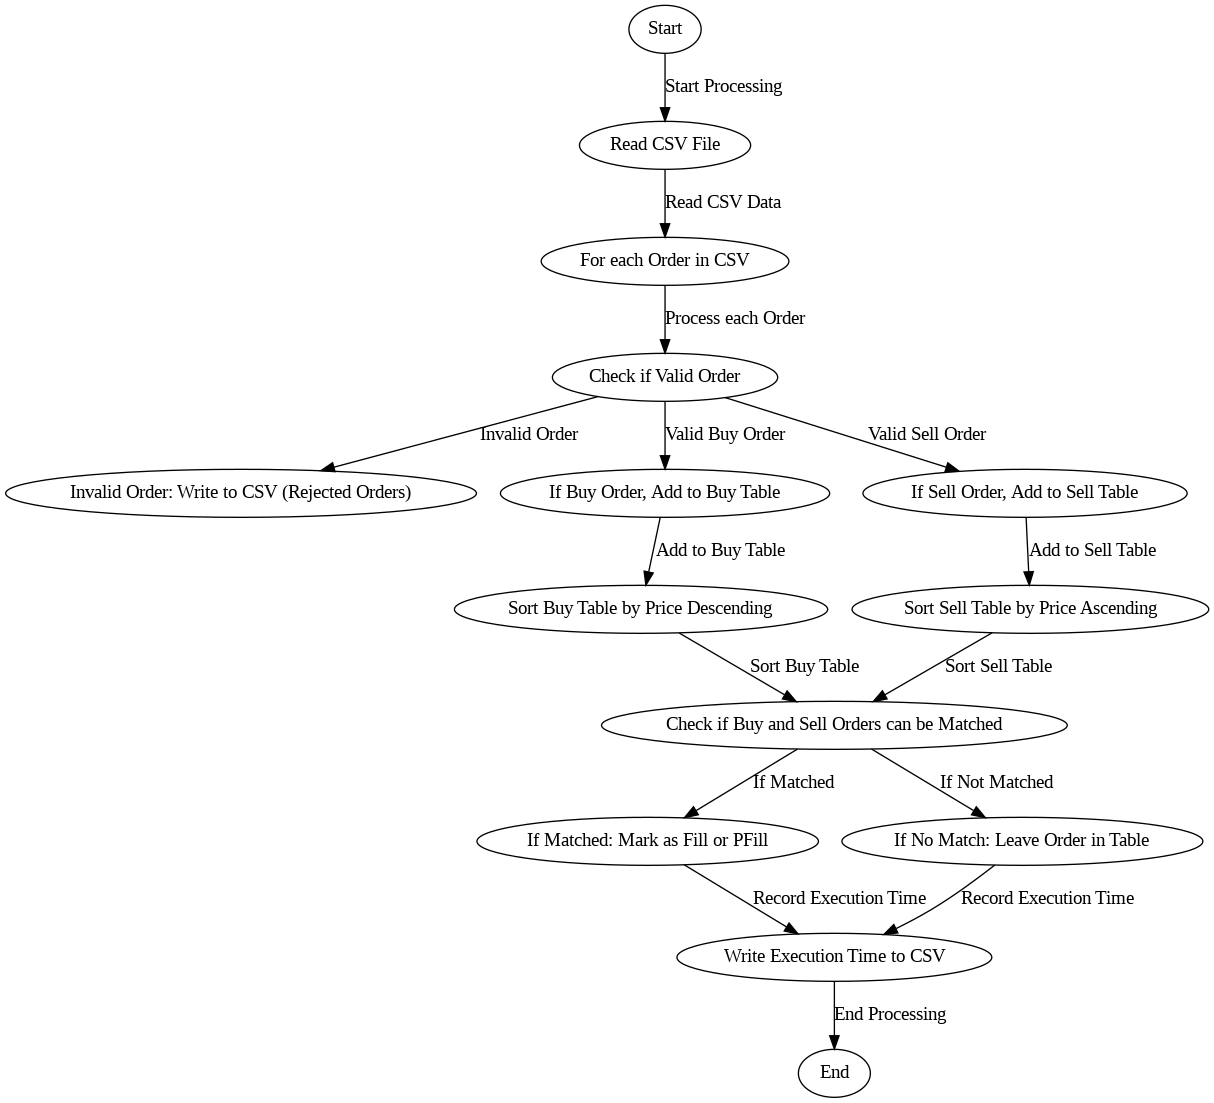 Start
Start Processing
Read CSV File
Read CSV Data
For each Order in CSV
Process each Order
Check if Valid Order
Invalid Order
Valid Buy Order
Valid Sell Order
Invalid Order: Write to CSV (Rejected Orders)
If Buy Order, Add to Buy Table
If Sell Order, Add to Sell Table
Add to Buy Table
Add to Sell Table
Sort Buy Table by Price Descending
Sort Sell Table by Price Ascending
Sort Buy Table
Sort Sell Table
Check if Buy and Sell Orders can be Matched
If Matched
If Not Matched
If Matched: Mark as Fill or PFill
If No Match: Leave Order in Table
Record Execution Time
Record Execution Time
Write Execution Time to CSV
End Processing
End